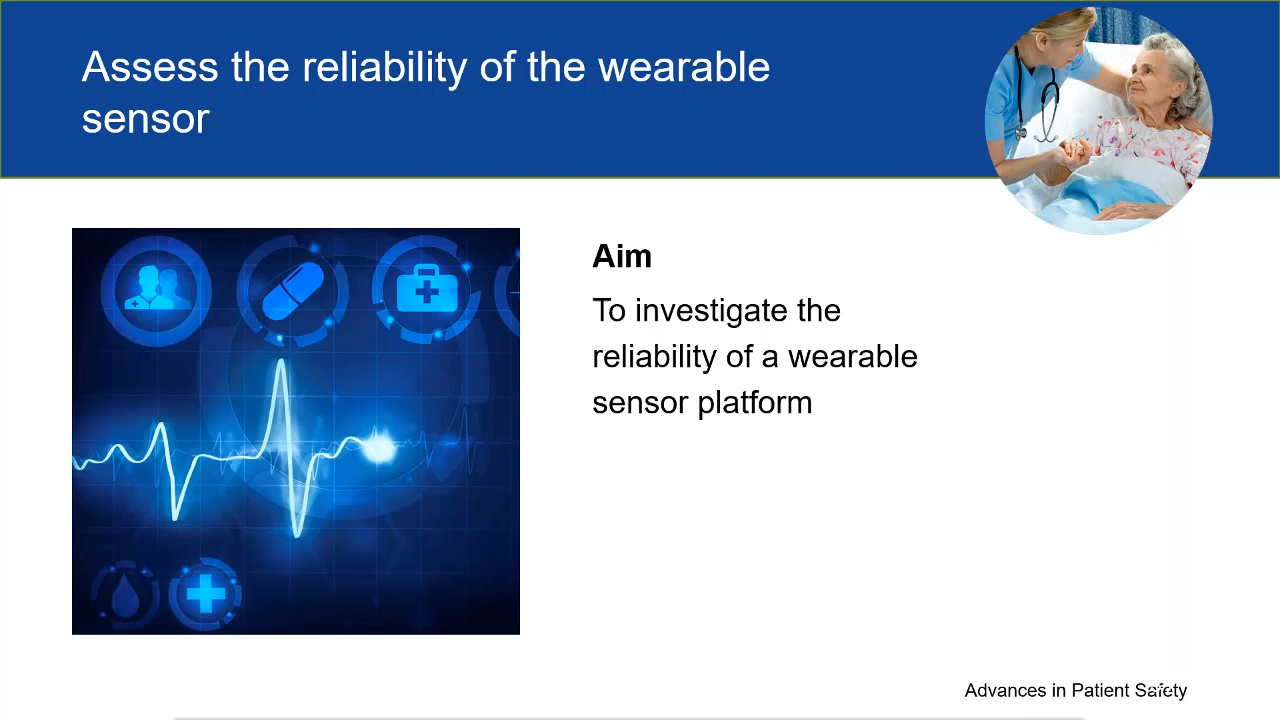 Assess the reliability of the wearable
sensor
Aim
To investigate the
reliability of a wearable
sensor platform
Advances in Patient Safety